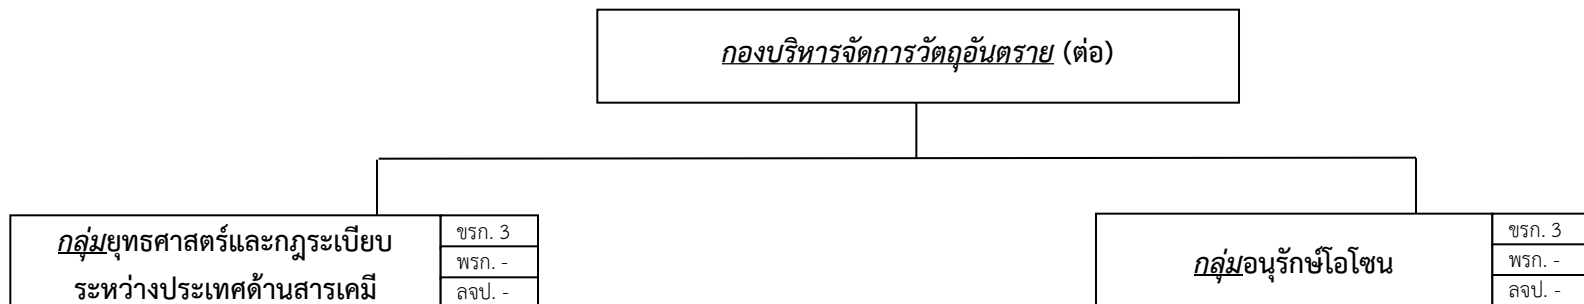 กองบริหารจัดการวัตถุอันตราย (ต่อ)
กลุ่มยุทธศาสตร์และกฎระเบียบ
ระหว่างประเทศด้านสารเคมี
ขรก. 3
พรก. -
ลจป. -
กลุ่มอนุรักษ์โอโซน
ขรก. 3
พรก. -
ลจป. -